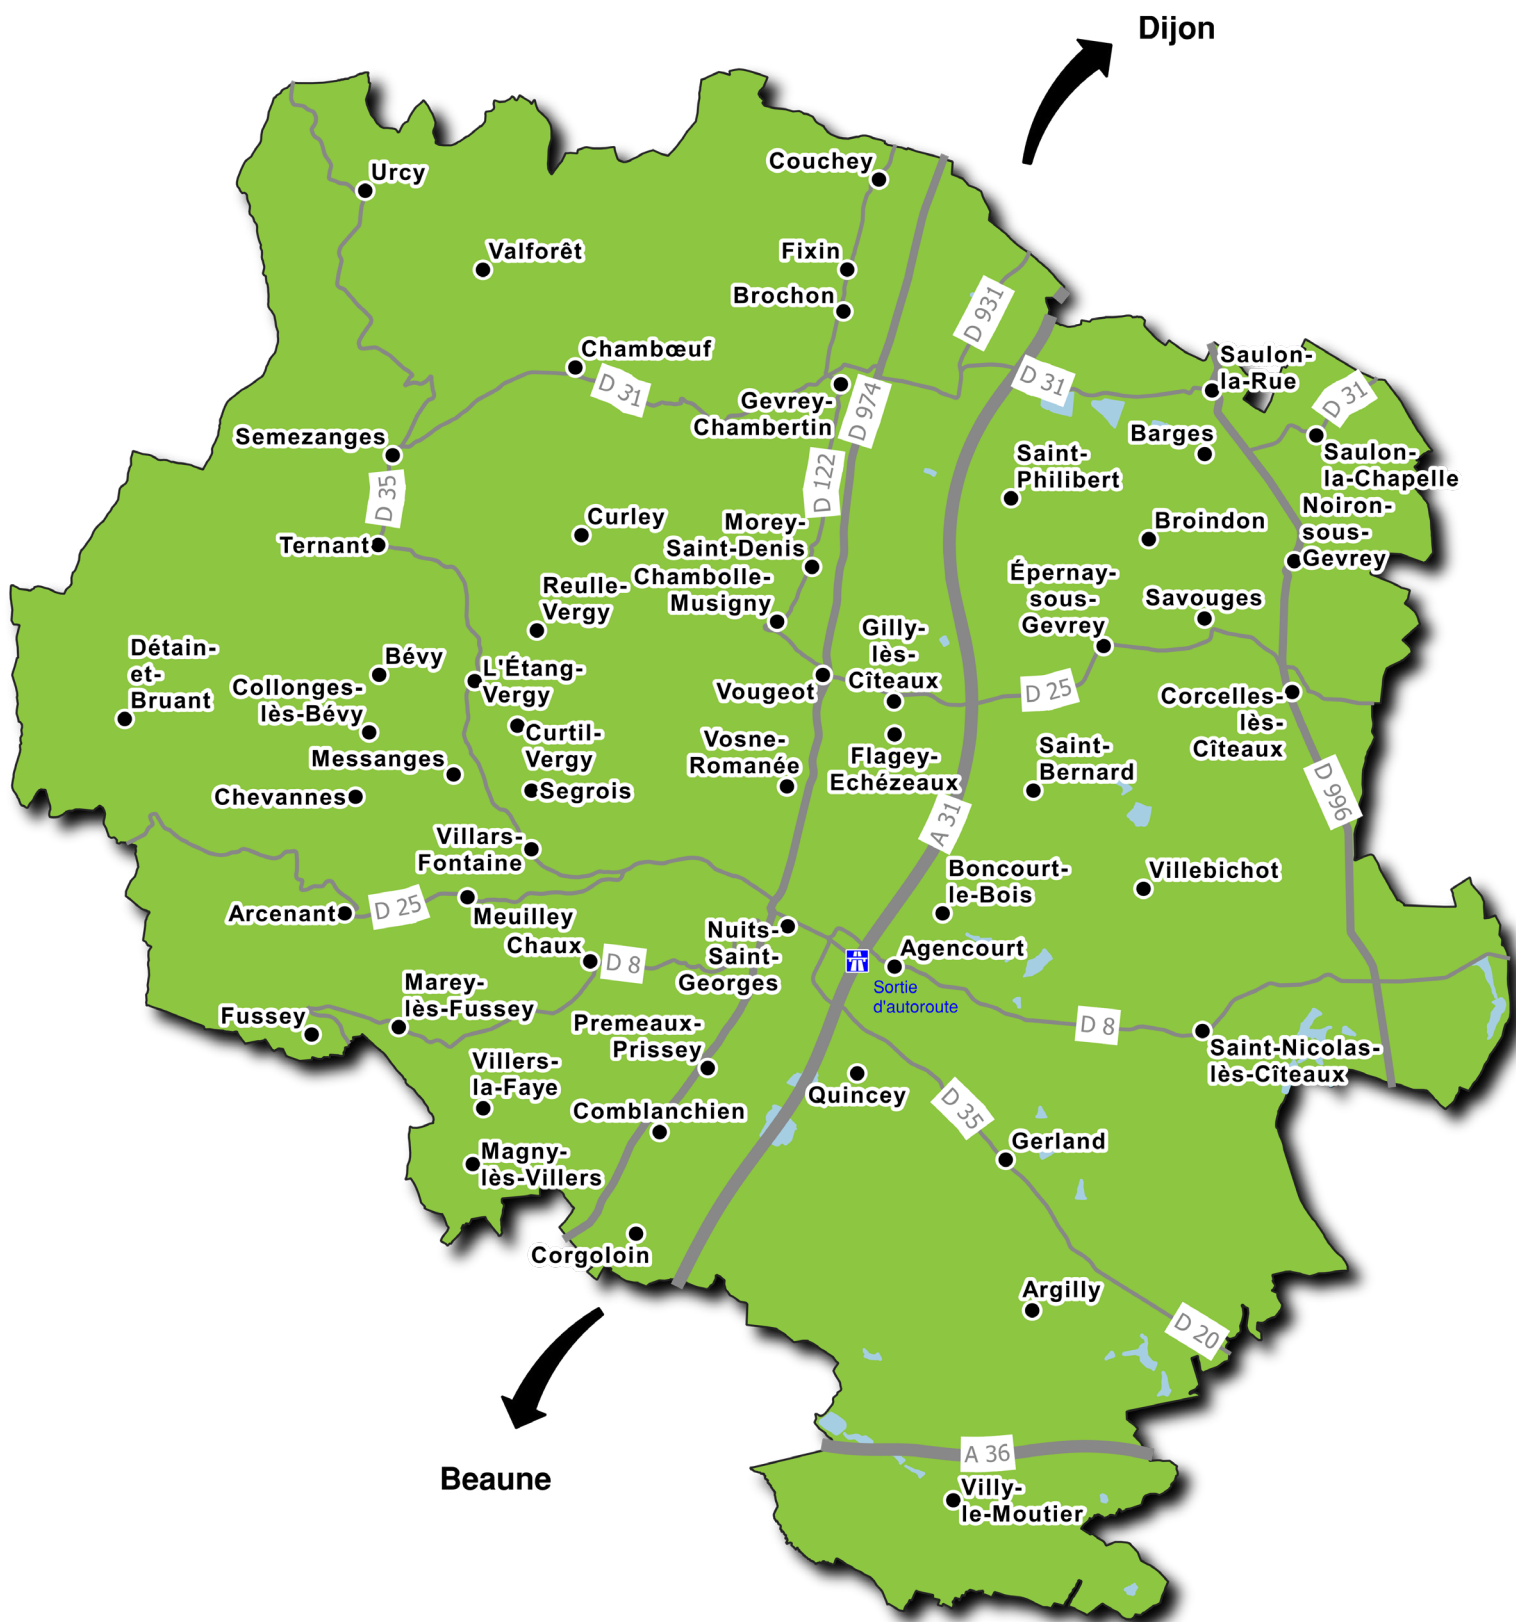 Dijon
Couchey
Urcy
Valforêt
Fixin
Brochon
D 931
Chambœuf
D 31
D 31
Saulon-
la-Rue
D 31
Gevrey-
Chambertin
D 974
Semezanges
Barges
Saint-
Philibert
Saulon-
la-Chapelle
D 35
D 122
Noiron-
sous-
Gevrey
Curley
Morey-
Saint-Denis
Broindon
Ternant
Chambolle-
Musigny
Reulle-
Vergy
Épernay-
sous-
Gevrey
Savouges
Gilly-
lès-
Cîteaux
Détain-
et-
Bruant
Bévy
L'Étang-
Vergy
Collonges-
lès-Bévy
Vougeot
D 25
Corcelles-
lès-
Cîteaux
Curtil-
Vergy
Vosne-
Romanée
Flagey-
Echézeaux
Saint-
Bernard
Messanges
Chevannes
Segrois
D 996
A 31
Villars-
Fontaine
Boncourt-
le-Bois
Villebichot
Arcenant
D 25
Meuilley
Nuits-
Saint-
Georges
Chaux
D 8
Agencourt
Sortie
d'autoroute
Marey-
lès-Fussey
Fussey
Premeaux-
Prissey
D 8
Saint-Nicolas-
lès-Cîteaux
Villers-
la-Faye
Quincey
D 35
Comblanchien
Gerland
Magny-
lès-Villers
Corgoloin
Argilly
D 20
A 36
Beaune
Villy-
le-Moutier